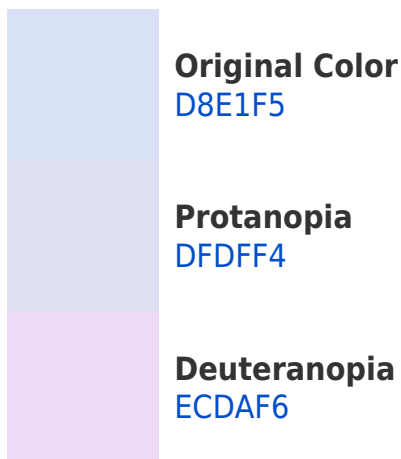 Original Color
D8E1F5
Protanopia
DFDFF4
Deuteranopia
ECDAF6